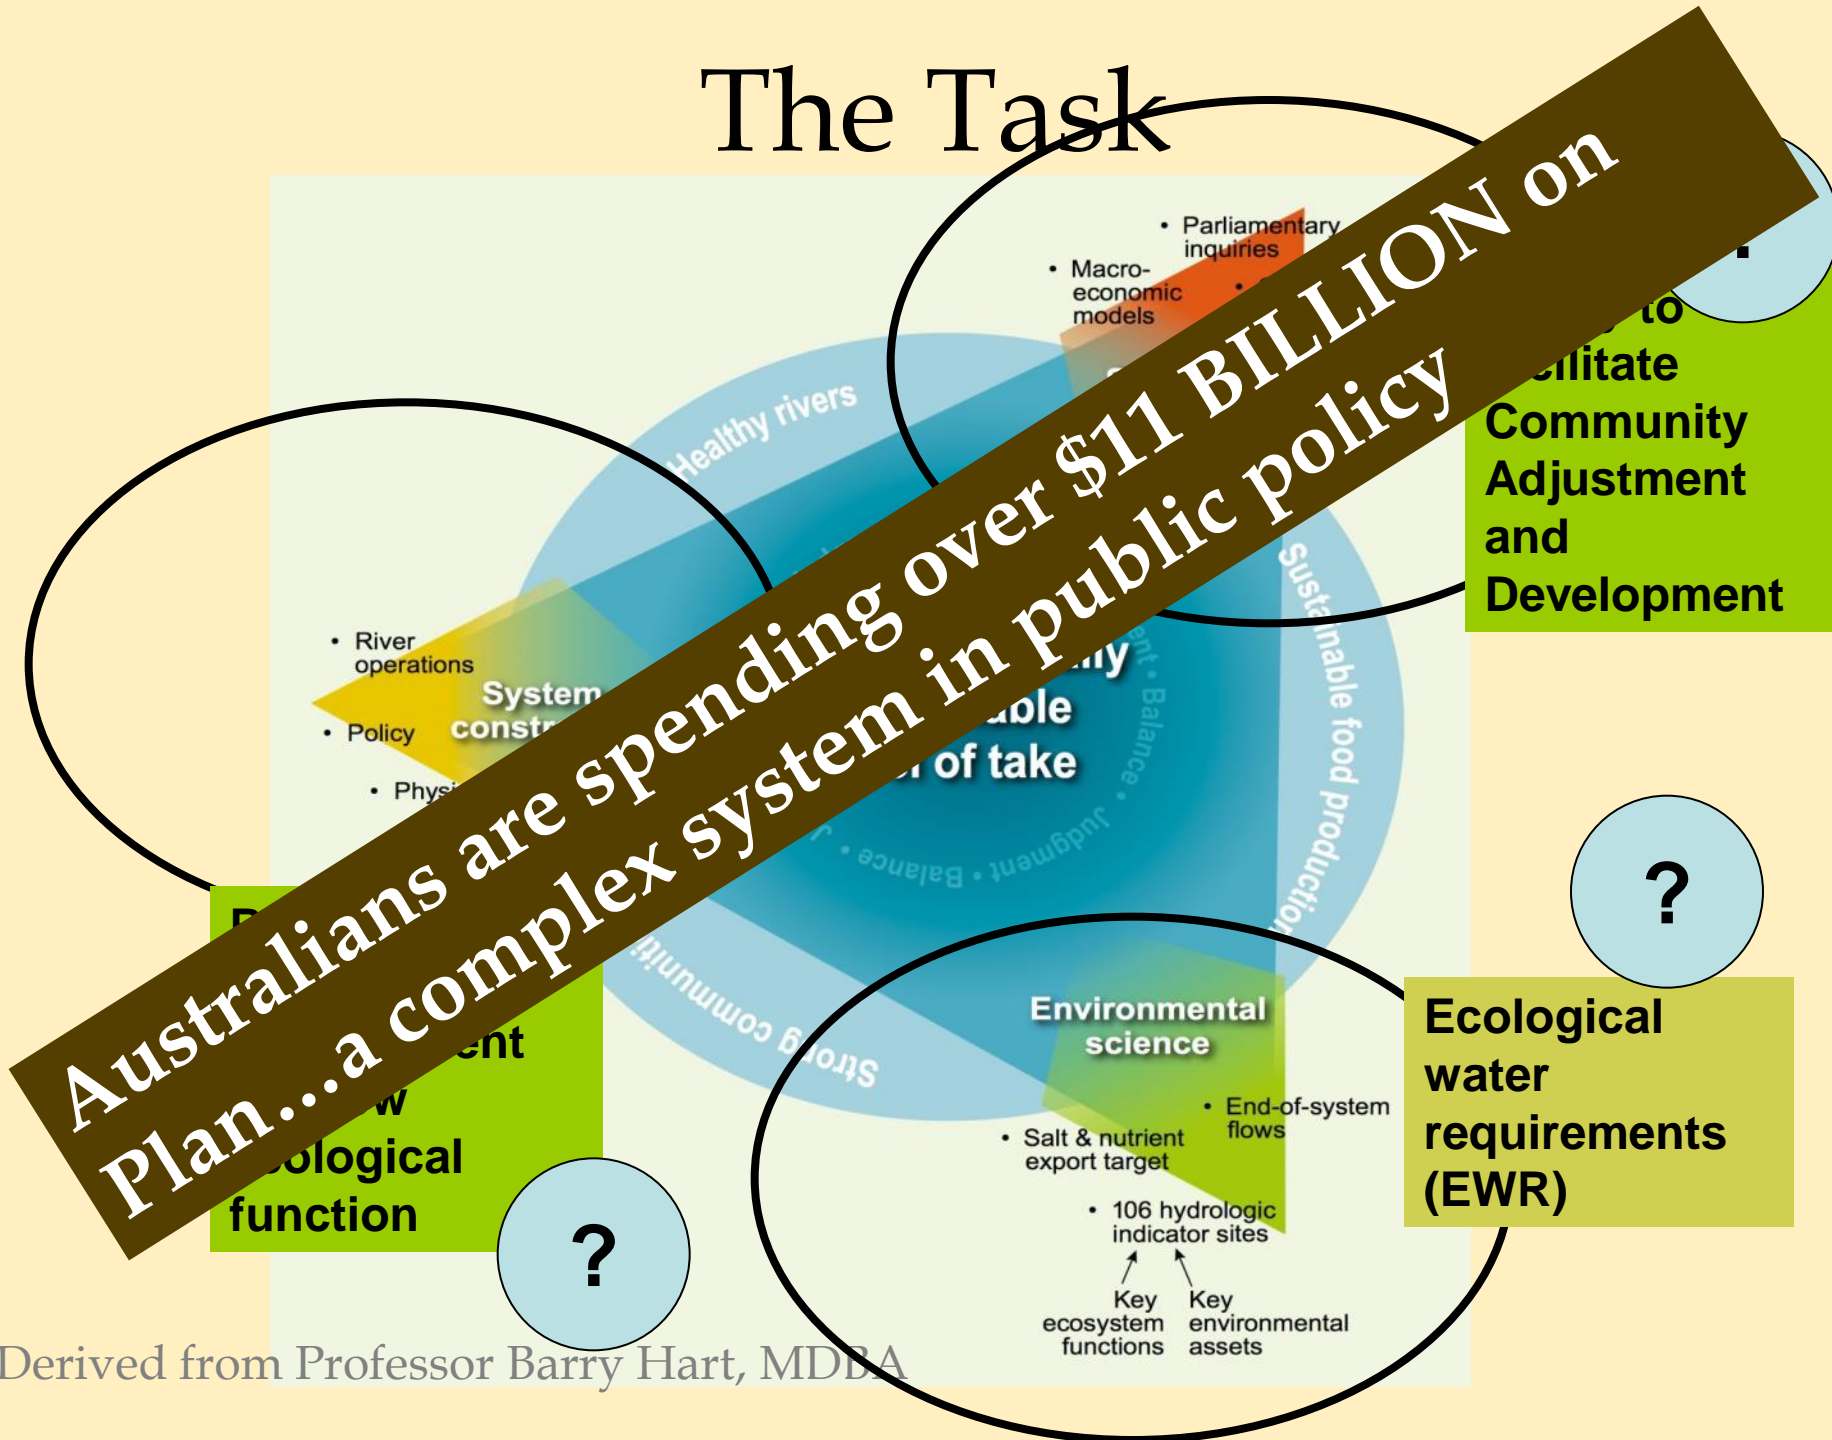 The Task
Australians are spending over $11 BILLION on
Plan...a complex system in public policy
• Parliamentary
inquiries
• Macro-
economic
models
•
to
Community
Adjustment
and
Development
Healthy rivers
Sustainable food production
Strong
• River
operations
• Policy
•
System
of take
Balance • Judgment • Balance •
?
Environmental
science
• End-of-system
flows
• Salt & nutrient
export target
• 106 hydrologic
indicator sites
Key
ecosystem
functions
Key
environmental
assets
Ecological
water
requirements
(EWR)
function
?
Derived from Professor Barry Hart, MDBA